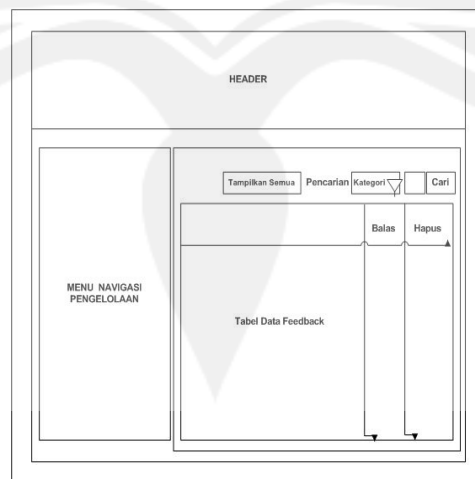 HEADER
Tampilkan Semua Pencarian Kategori Cari
Balas Hapus
MENU NAVIGASI
PENGELOLAAN
Tabel Data Feedback